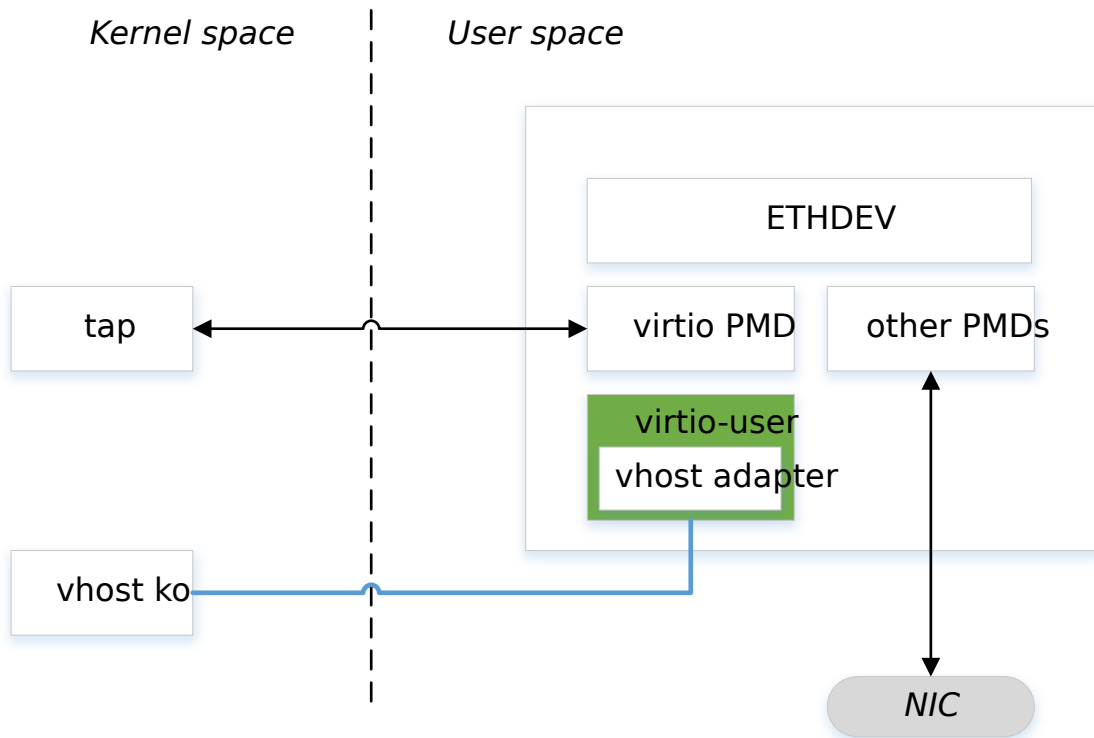 Kernel space
User space
ETHDEV
tap
virtio PMD
other PMDs
virtio-user
vhost adapter
vhost ko
NIC